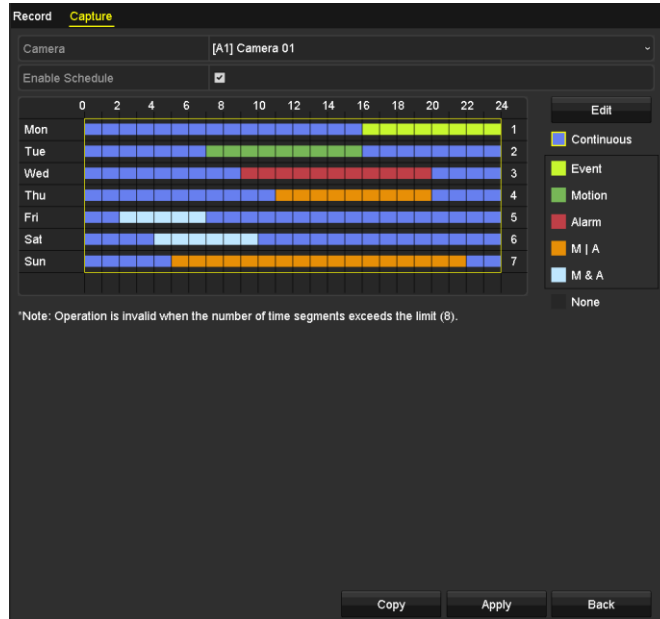 Record Capture
Camera [A1] Camera 01
Enable Schedule
0 2 4 6 8 10 12 14 16 18 20 22 24
Edit
Mon 1
Continuous
Tue 2
Event
Wed 3
Motion
Thu 4
Alarm
Fri 5
M | A
Sat 6
M & A
Sun 7
None
*Note: Operation is invalid when the number of time segments exceeds the limit (8).
Copy Apply Back